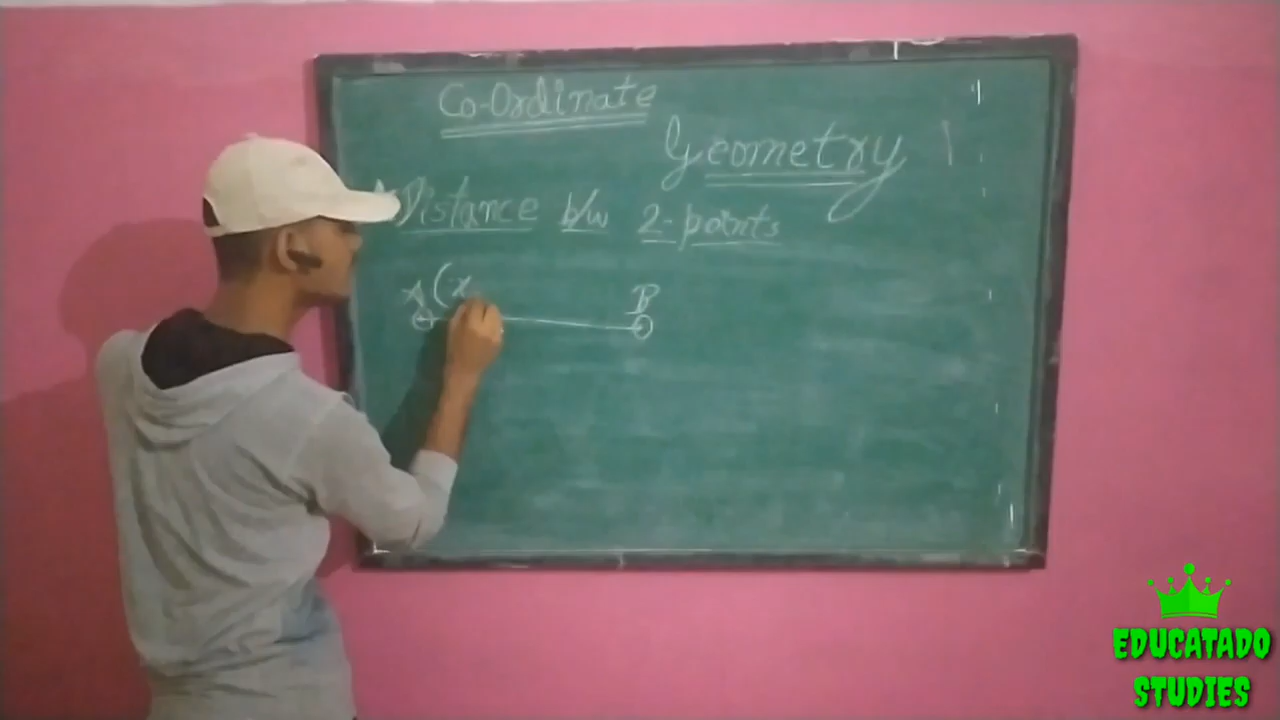 Co-Ordinate
Geometry
Distance b/w 2-points
A (x
B
EDUCATADO
STUDIES